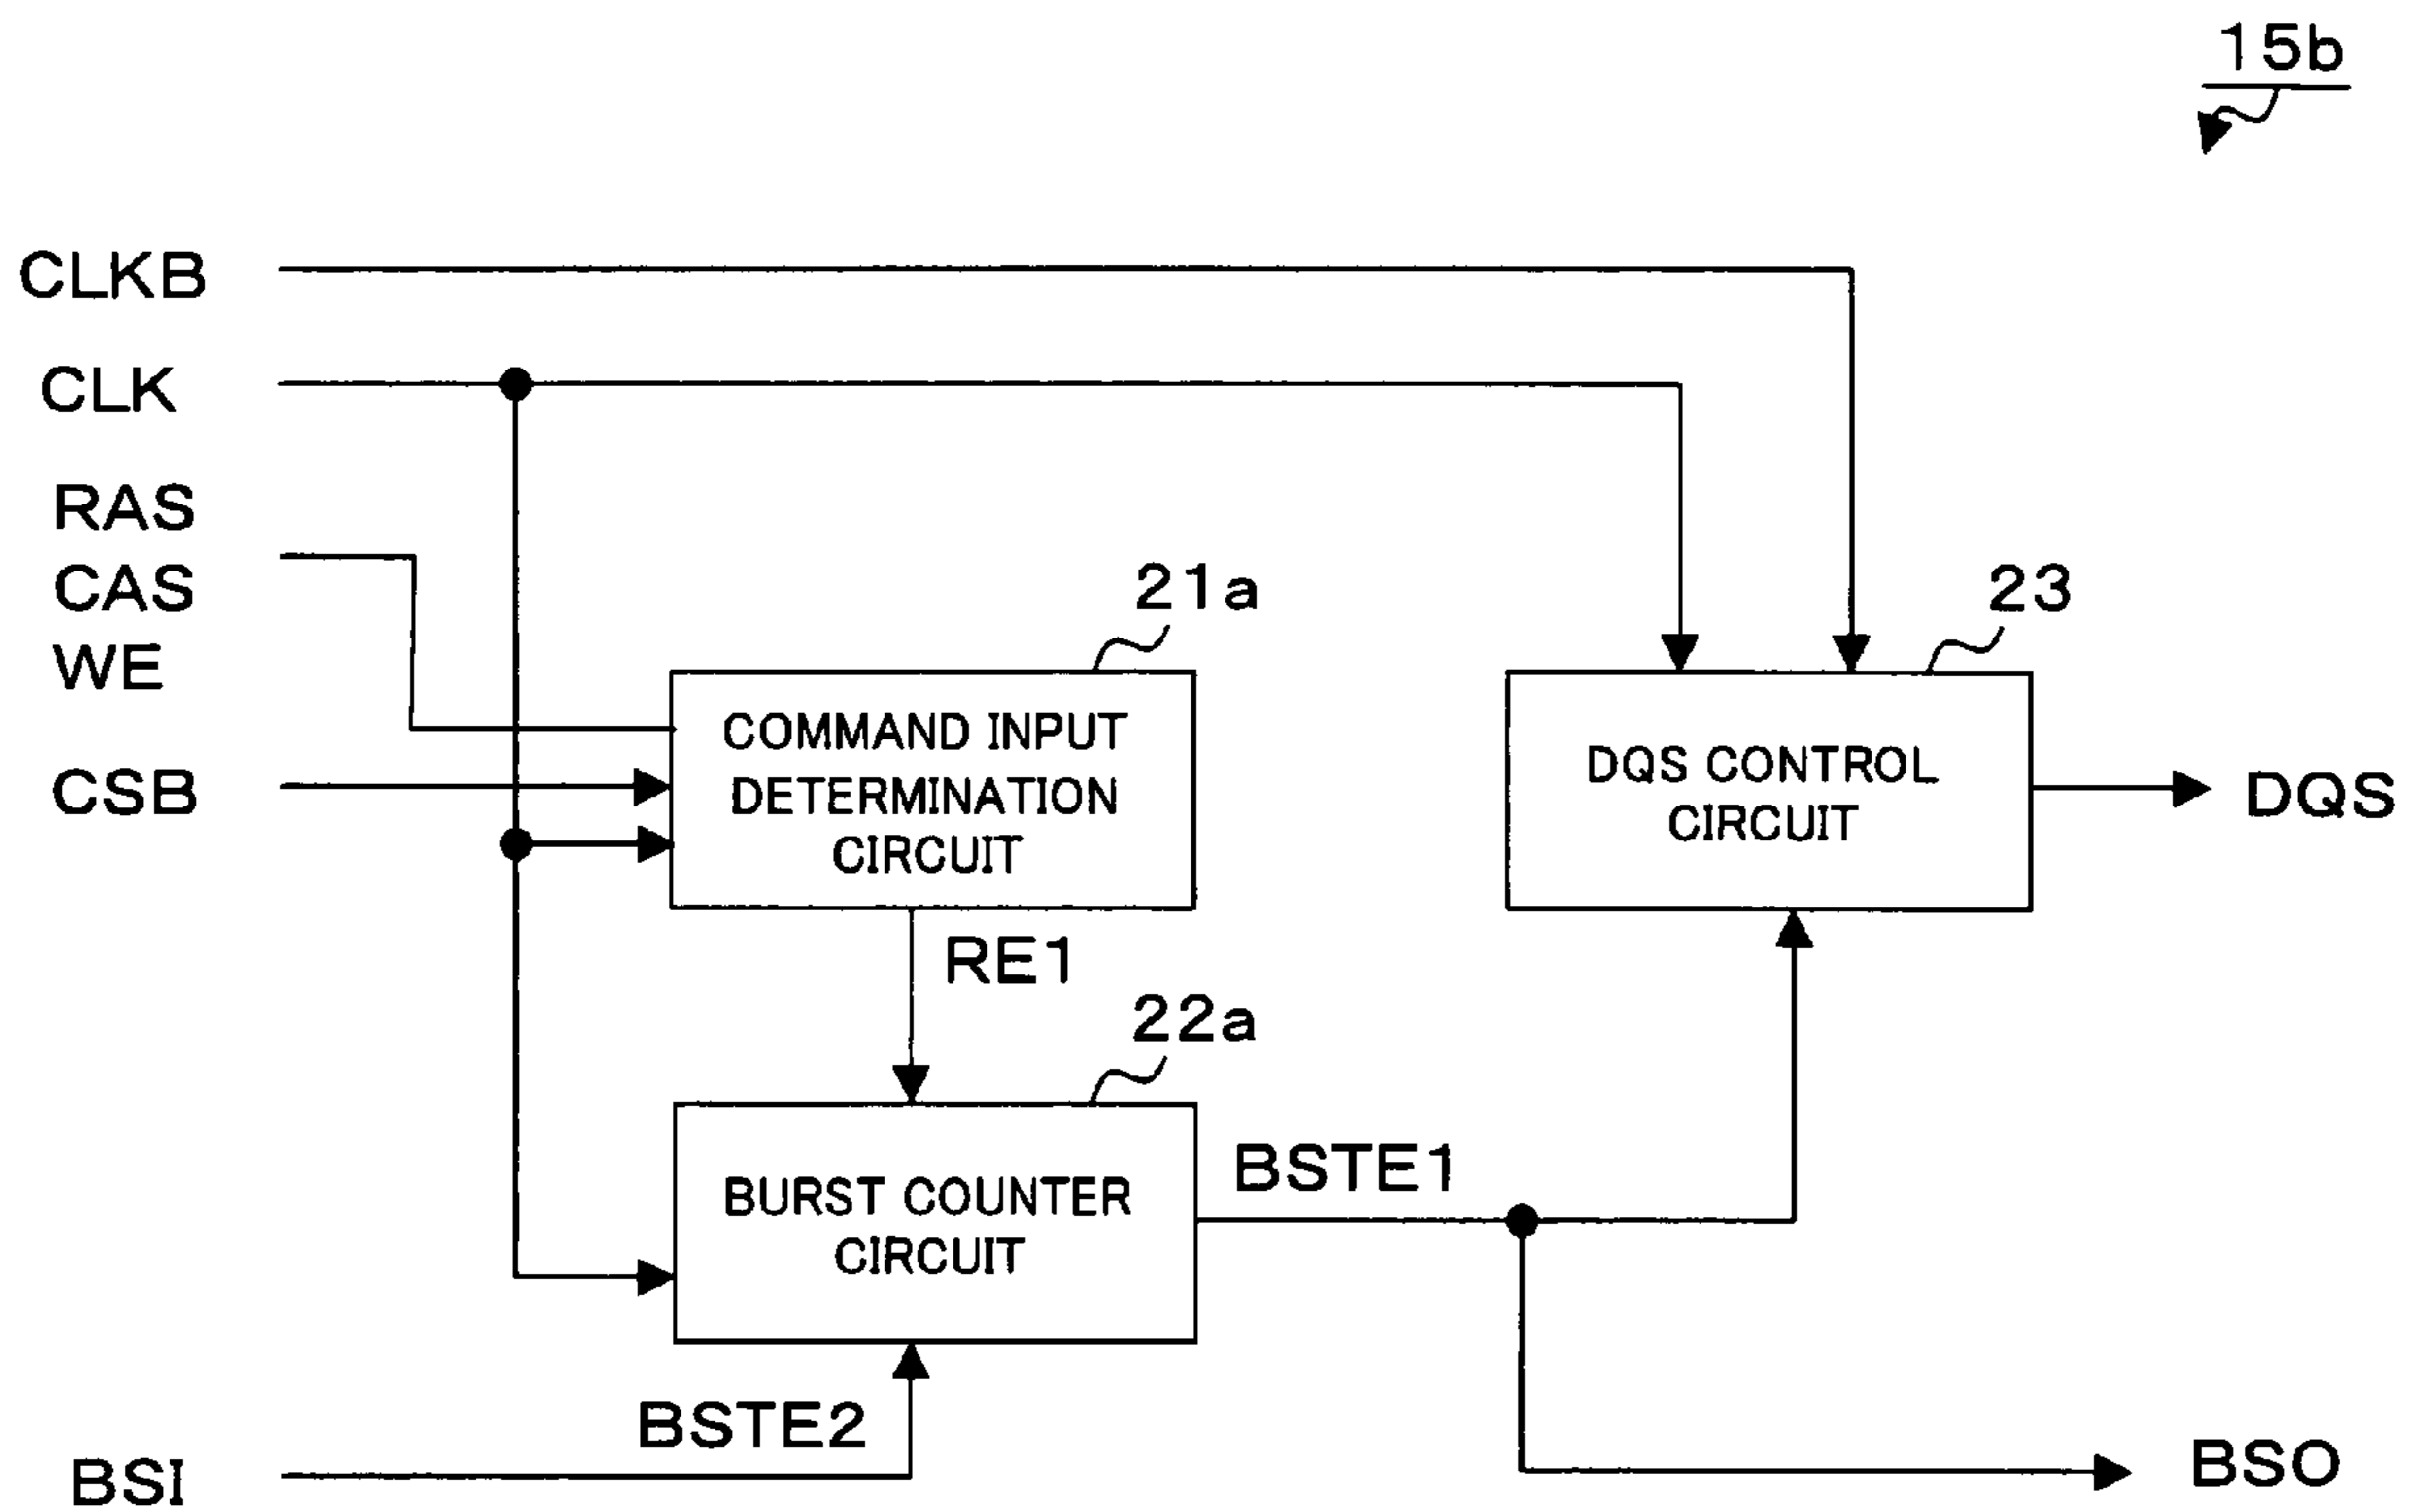 15b
CLKB
CLK
RAS
CAS
WE
CSB
21a
COMMAND INPUT
DETERMINATION
CIRCUIT
23
DQS CONTROL
CIRCUIT
DQS
RE1
22a
BURST COUNTER
CIRCUIT
BSTE1
BSTE2
BSI
BSO